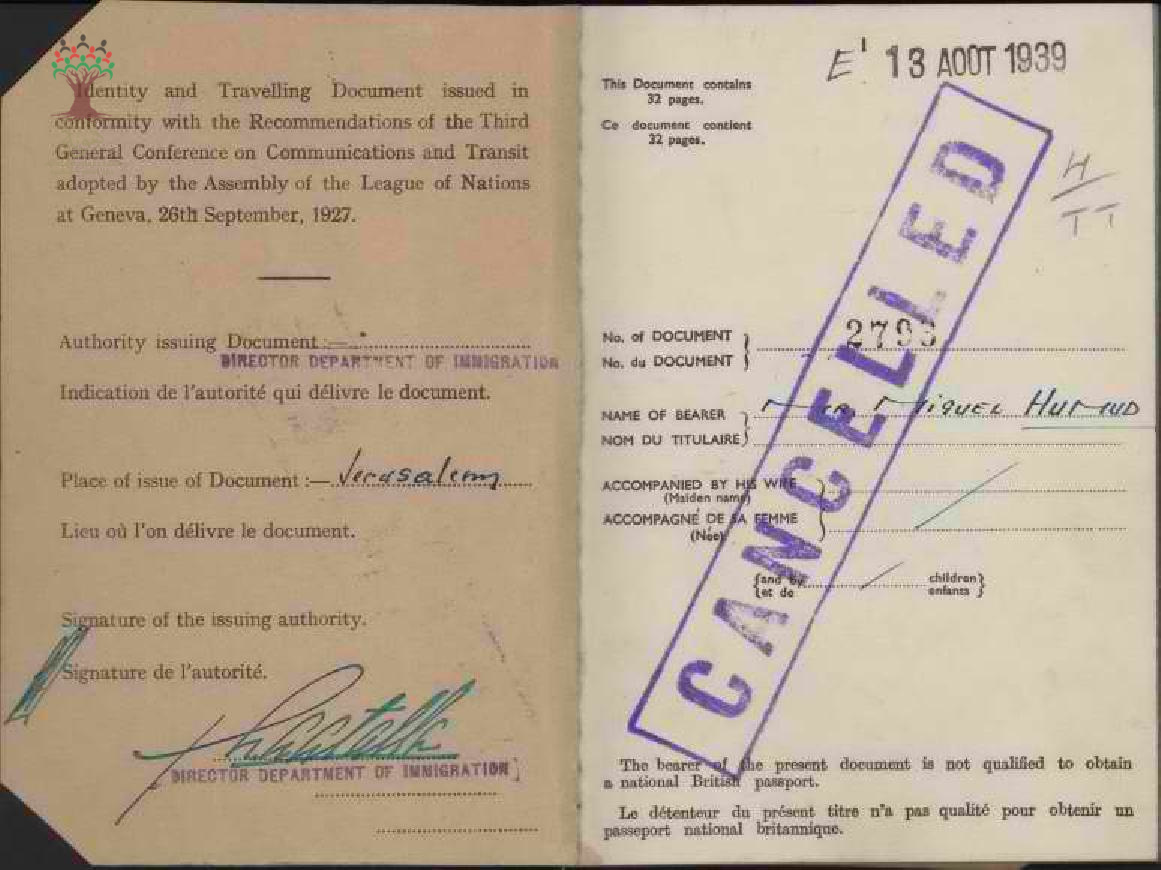 Identity and Travelling Document issued in
conformity with the Recommendations of the Third
General Conference on Communications and Transit
adopted by the Assembly of the League of Nations
at Geneva, 26th September, 1927.
Authority issuing Document :—
DIRECTOR DEPARTMENT OF IMMIGRATION
Indication de l'autorité qui délivre le document.
Place of issue of Document :— Jerusalem
Lieu où l'on délivre le document.
Signature of the issuing authority.
Signature de l'autorité.
DIRECTOR DEPARTMENT OF IMMIGRATION
E' 13 AOÛT 1939
This Document contains
32 pages.
Ce document contient
32 pages.
H
TT
CANCELLED
No. of DOCUMENT
2793
No. du DOCUMENT
NAME OF BEARER
NOM DU TITULAIRE
ACCOMPANIED BY HIS WIFE
(Maiden name)
ACCOMPAGNÉ DE SA FEMME
(Née)
and by children
et de enfants
The bearer of the present document is not qualified to obtain
a national British passport.
Le détenteur du présent titre n'a pas qualité pour obtenir un
passeport national britannique.